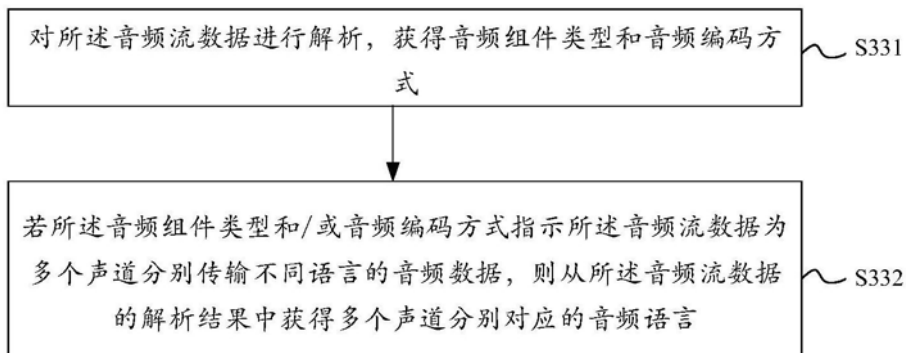 对所述音频流数据进行解析，获得音频组件类型和音频编码方
式
S331
若所述音频组件类型和/或音频编码方式指示所述音频流数据为
多个声道分别传输不同语言的音频数据，则从所述音频流数据
的解析结果中获得多个声道分别对应的音频语言
S332